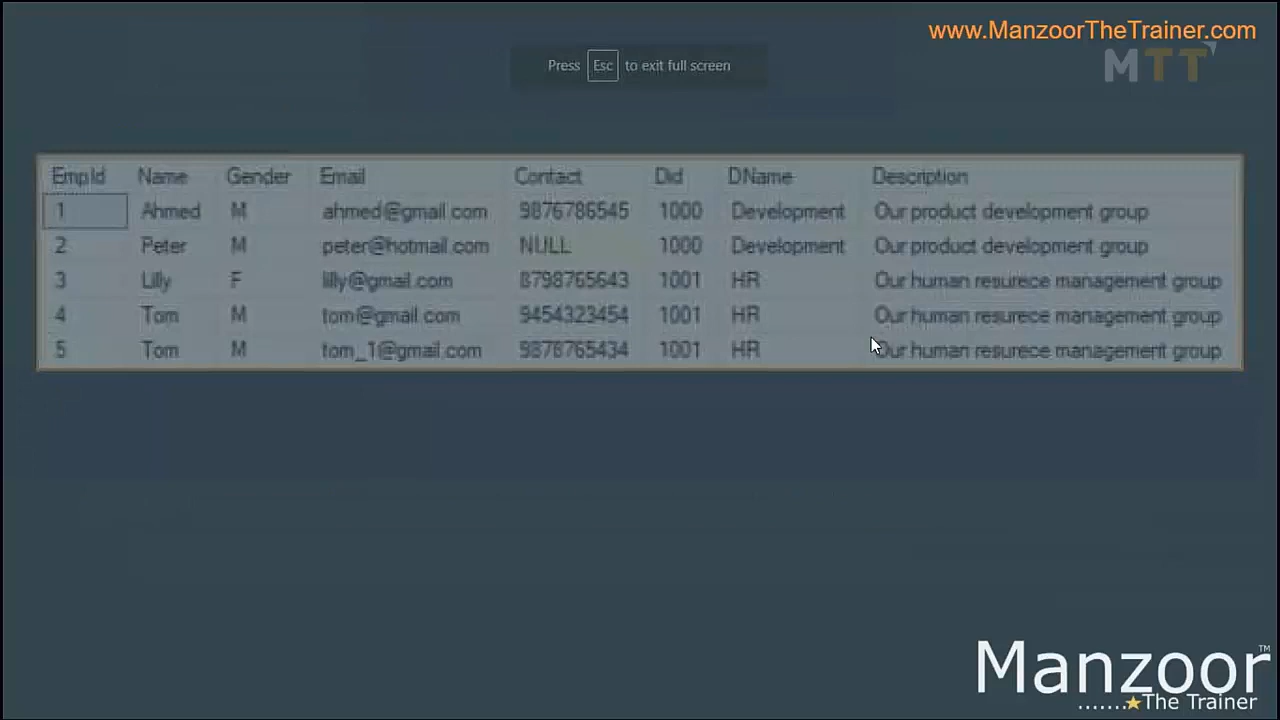 www.ManzoorTheTrainer.com
Press Esc to exit full screen
MTT
EmpId Name Gender Email Contact Did DName Description
1 Ahmed M ahmed@gmail.com 9876786545 1000 Development Our product development group
2 Peter M peter@hotmail.com NULL 1000 Development Our product development group
3 Lilly F lilly@gmail.com 8798765643 1001 HR Our human resurece management group
4 Tom M tom@gmail.com 9454323454 1001 HR Our human resurece management group
5 Tom M tom_1@gmail.com 9878765434 1001 HR Our human resurece management group
Manzoor™
.......★The Trainer